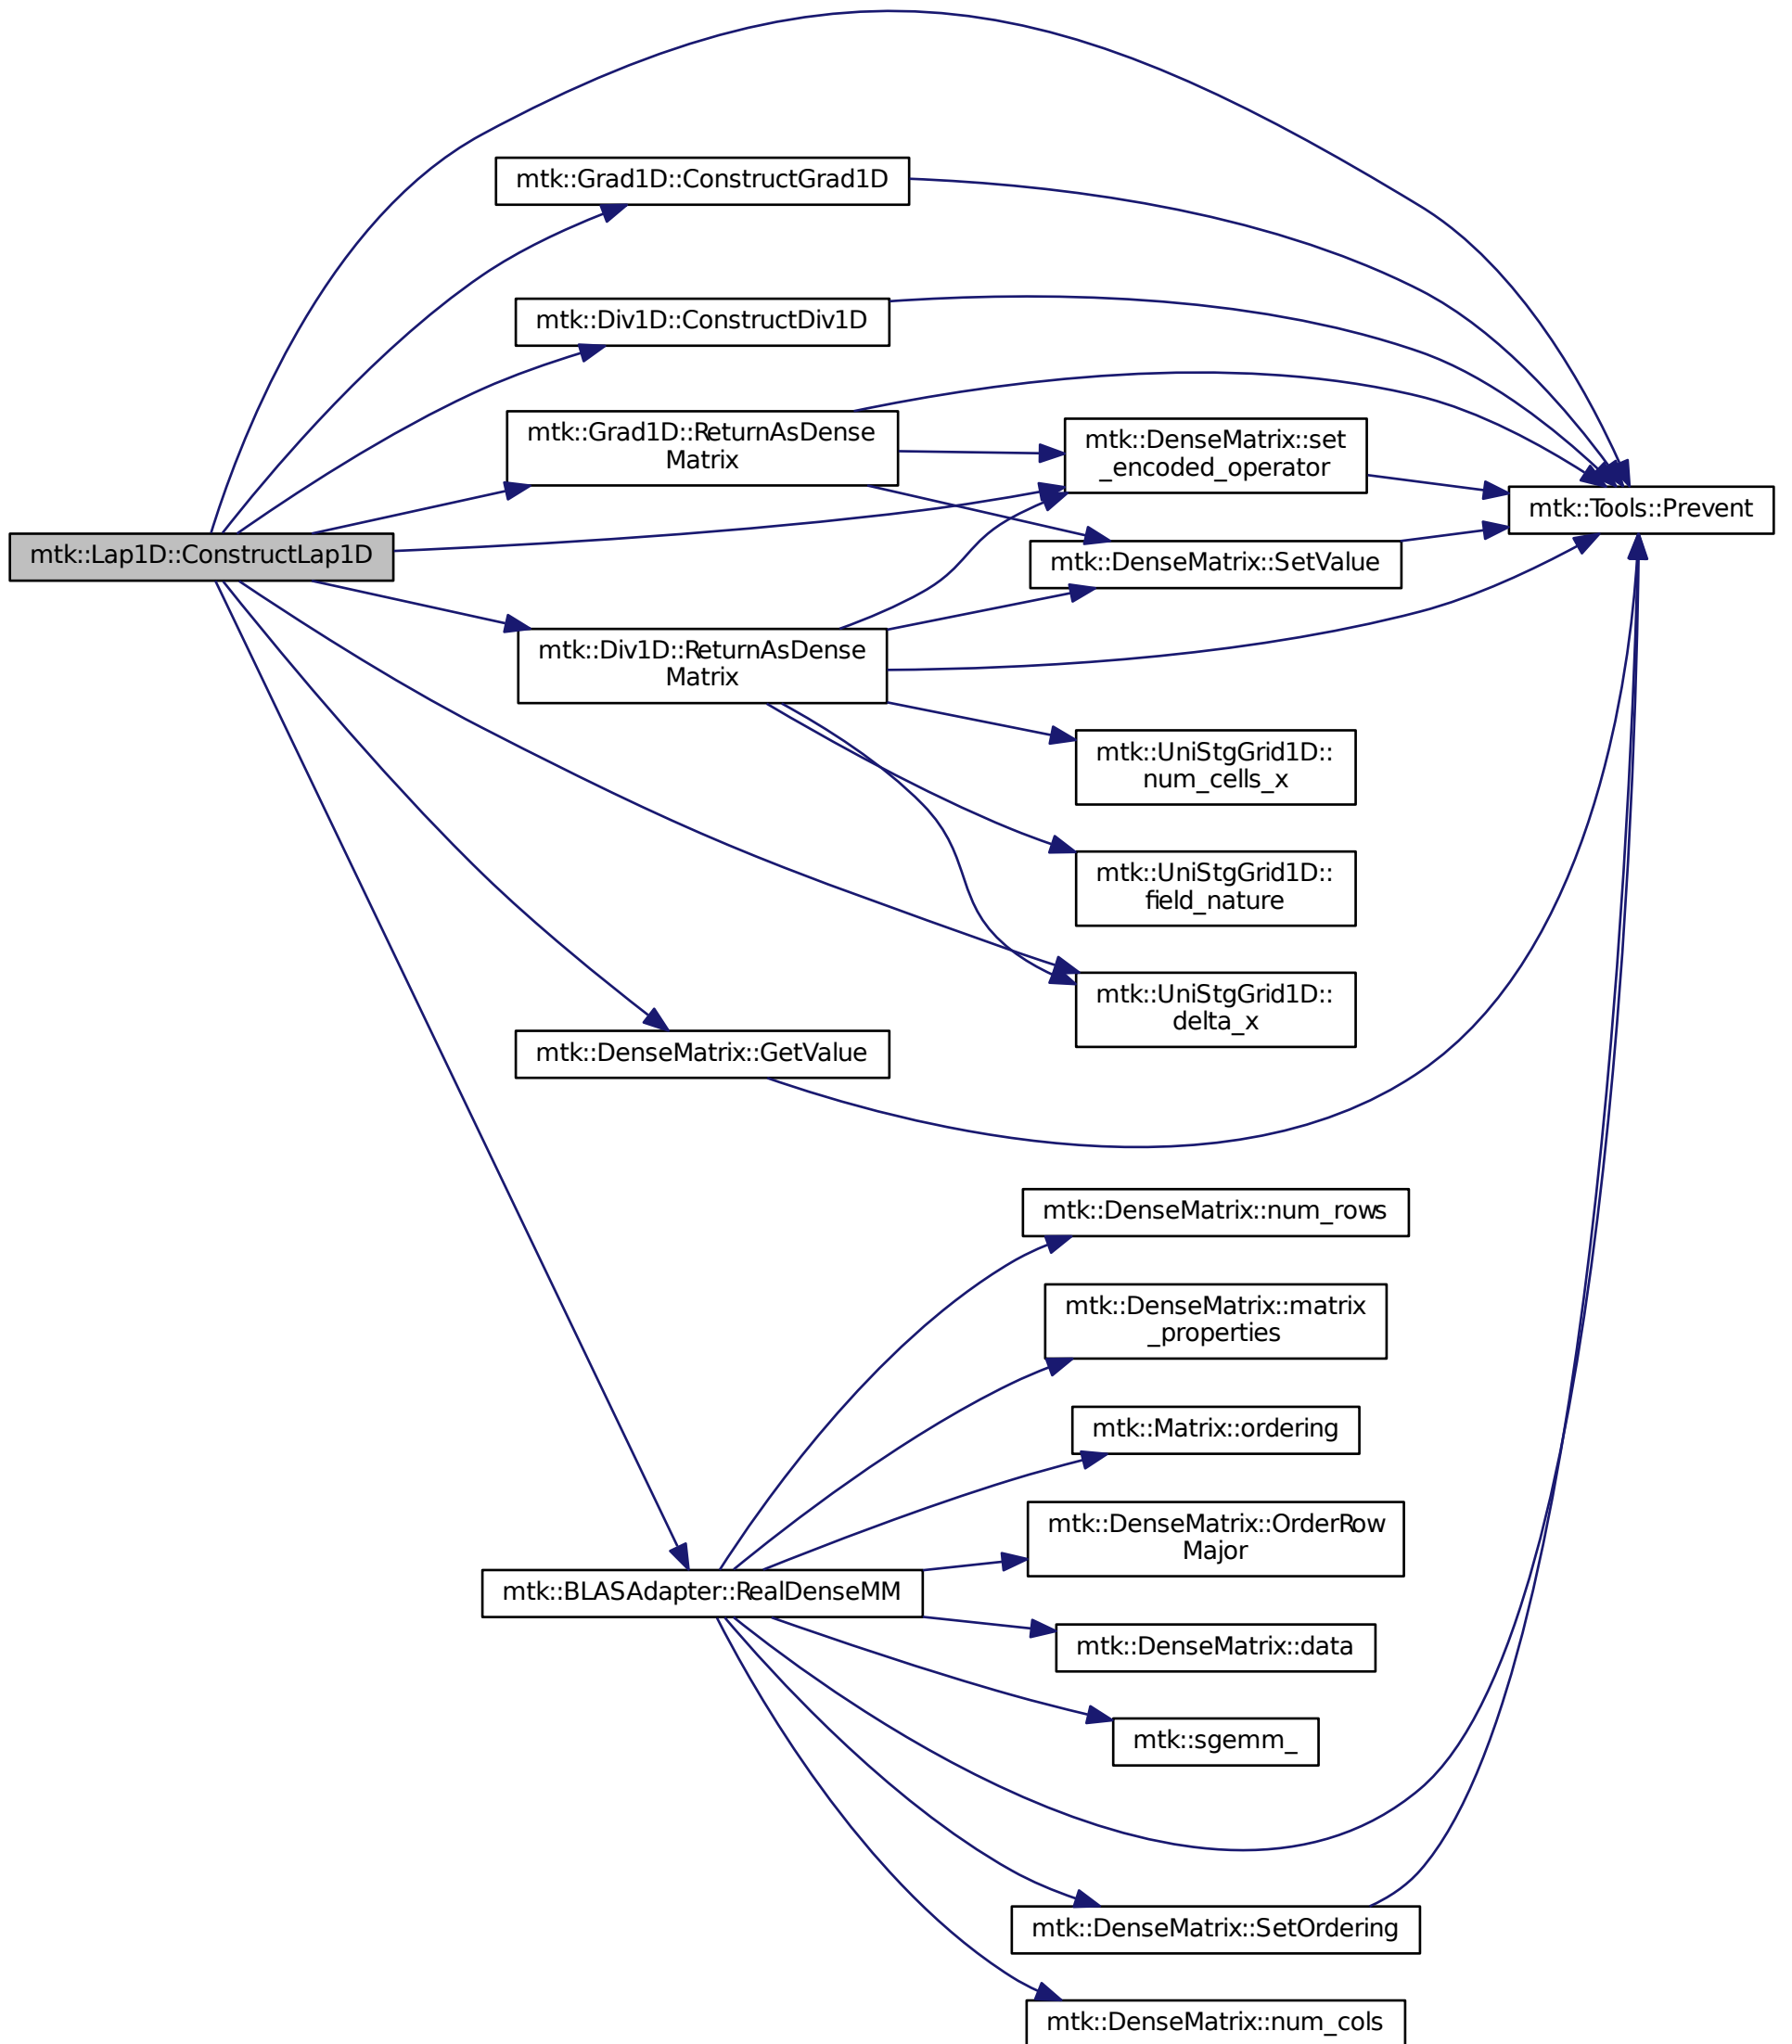 mtk::Grad1D::ConstructGrad1D
mtk::Div1D::ConstructDiv1D
mtk::Grad1D::ReturnAsDense
Matrix
mtk::DenseMatrix::set
_encoded_operator
mtk::Tools::Prevent
mtk::Lap1D::ConstructLap1D
mtk::DenseMatrix::SetValue
mtk::Div1D::ReturnAsDense
Matrix
mtk::UniStgGrid1D::
num_cells_x
mtk::UniStgGrid1D::
field_nature
mtk::UniStgGrid1D::
delta_x
mtk::DenseMatrix::GetValue
mtk::DenseMatrix::num_rows
mtk::DenseMatrix::matrix
_properties
mtk::Matrix::ordering
mtk::DenseMatrix::OrderRow
Major
mtk::BLASAdapter::RealDenseMM
mtk::DenseMatrix::data
mtk::sgemm_
mtk::DenseMatrix::SetOrdering
mtk::DenseMatrix::num_cols